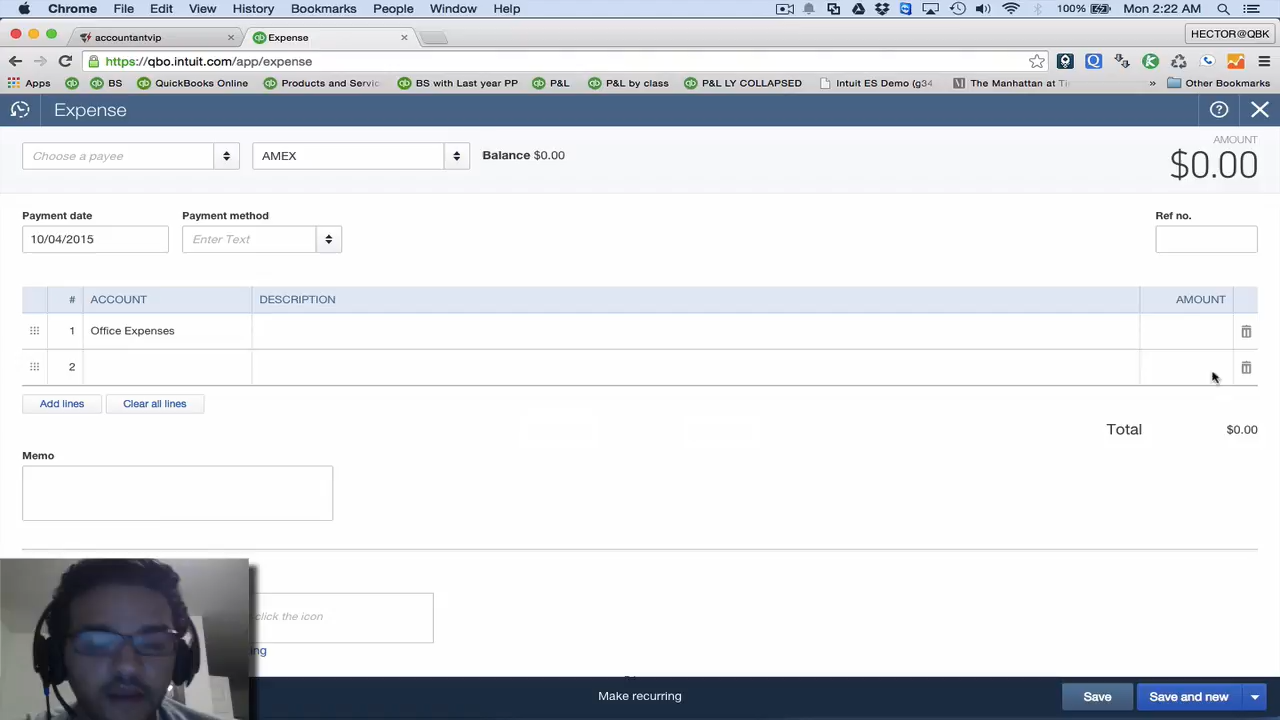 Chrome File Edit View History Bookmarks People Window Help 100% Mon 2:22 AM
accountantvip × Expense × HECTOR@QBK
https://qbo.intuit.com/app/expense
Apps BS QuickBooks Online Products and Servic BS with Last year PP P&L P&L by class P&L LY COLLAPSED Intuit ES Demo (g34 The Manhattan at Ti » Other Bookmarks
Expense
AMOUNT
Choose a payee AMEX Balance $0.00 $0.00
Payment date Payment method Ref no.
10/04/2015 Enter Text
# ACCOUNT DESCRIPTION AMOUNT
1 Office Expenses
2
Add lines Clear all lines
Total $0.00
Memo
click the icon
ng
Make recurring Save Save and new